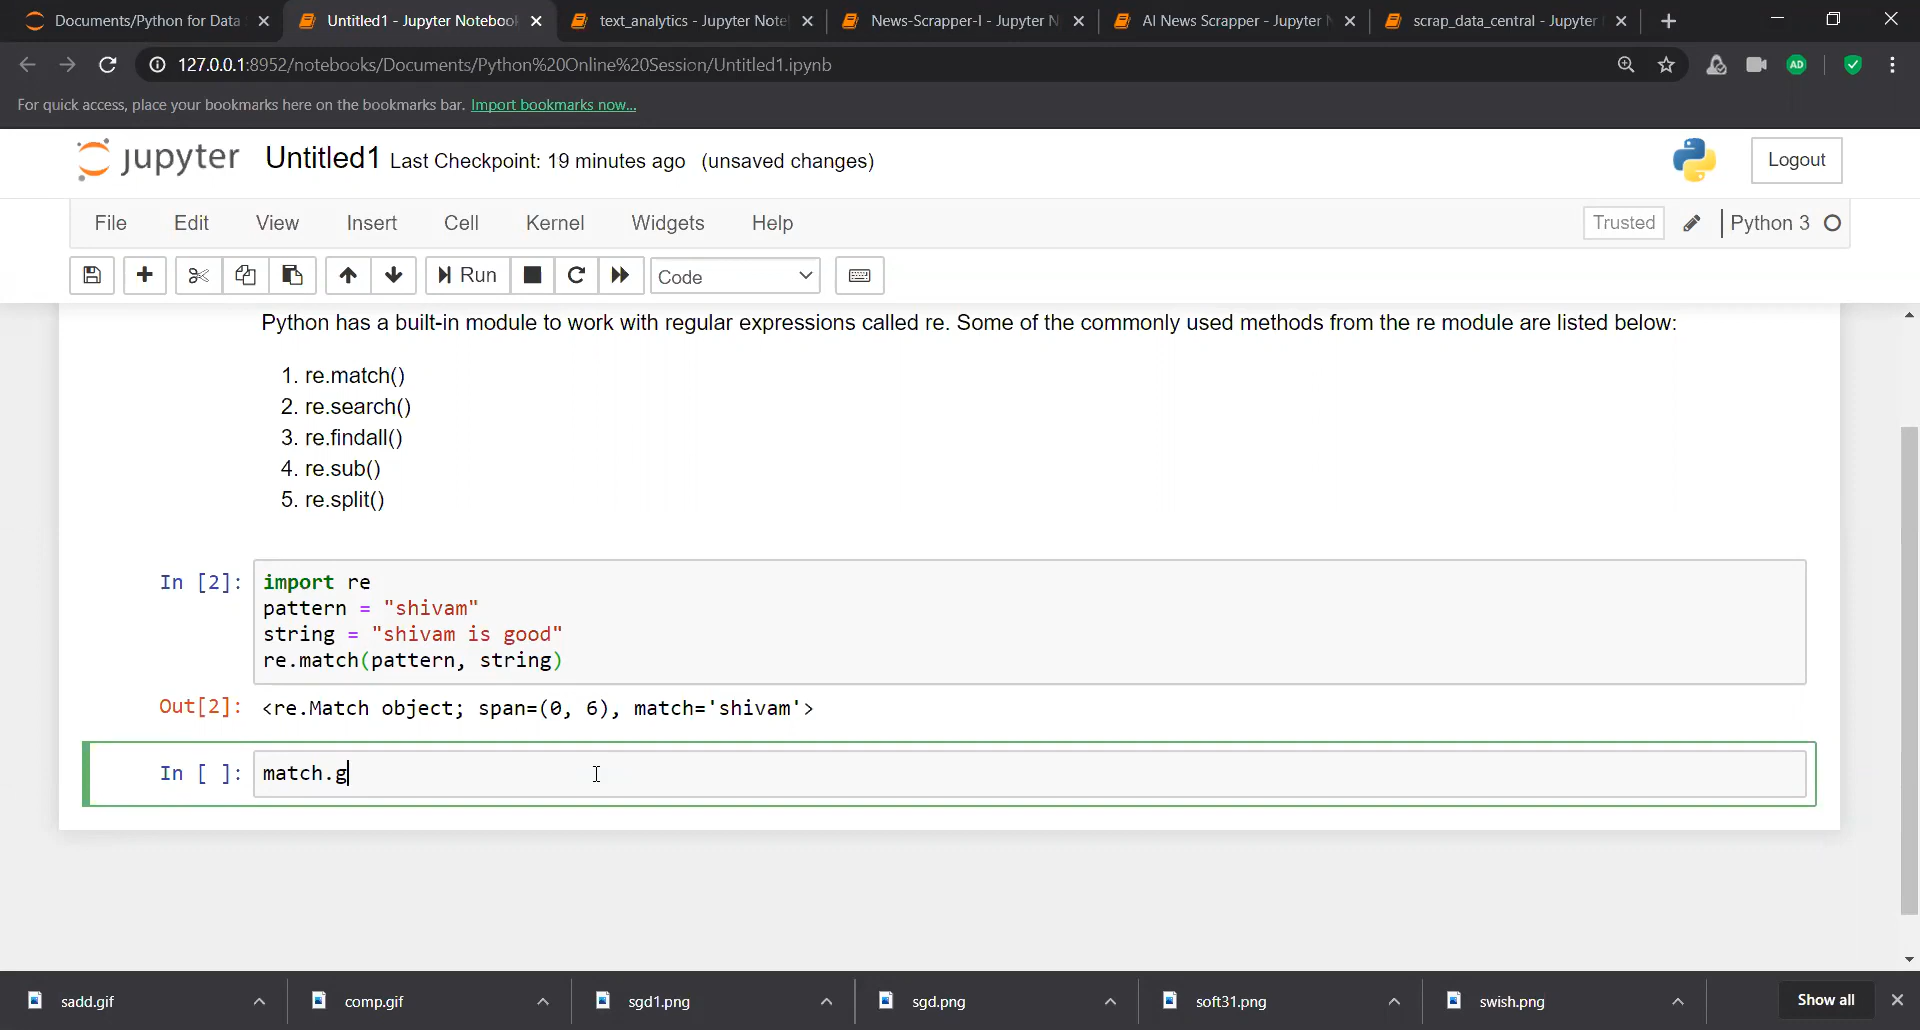 Documents/Python for Data
Untitled1 - Jupyter Notebook
text_analytics - Jupyter Note
News-Scrapper-I - Jupyter N
AI News Scrapper - Jupyter N
scrap_data_central - Jupyter
127.0.0.1:8952/notebooks/Documents/Python%20Online%20Session/Untitled1.ipynb
AD
For quick access, place your bookmarks here on the bookmarks bar. Import bookmarks now...
jupyter Untitled1 Last Checkpoint: 19 minutes ago (unsaved changes)
Logout
File Edit View Insert Cell Kernel Widgets Help
Trusted Python 3
Run Code
Python has a built-in module to work with regular expressions called re. Some of the commonly used methods from the re module are listed below:
1. re.match()
2. re.search()
3. re.findall()
4. re.sub()
5. re.split()
In [2]: import re
pattern = "shivam"
string = "shivam is good"
re.match(pattern, string)
Out[2]: <re.Match object; span=(0, 6), match='shivam'>
In [ ]: match.g
sadd.gif
comp.gif
sgd1.png
sgd.png
soft31.png
swish.png
Show all